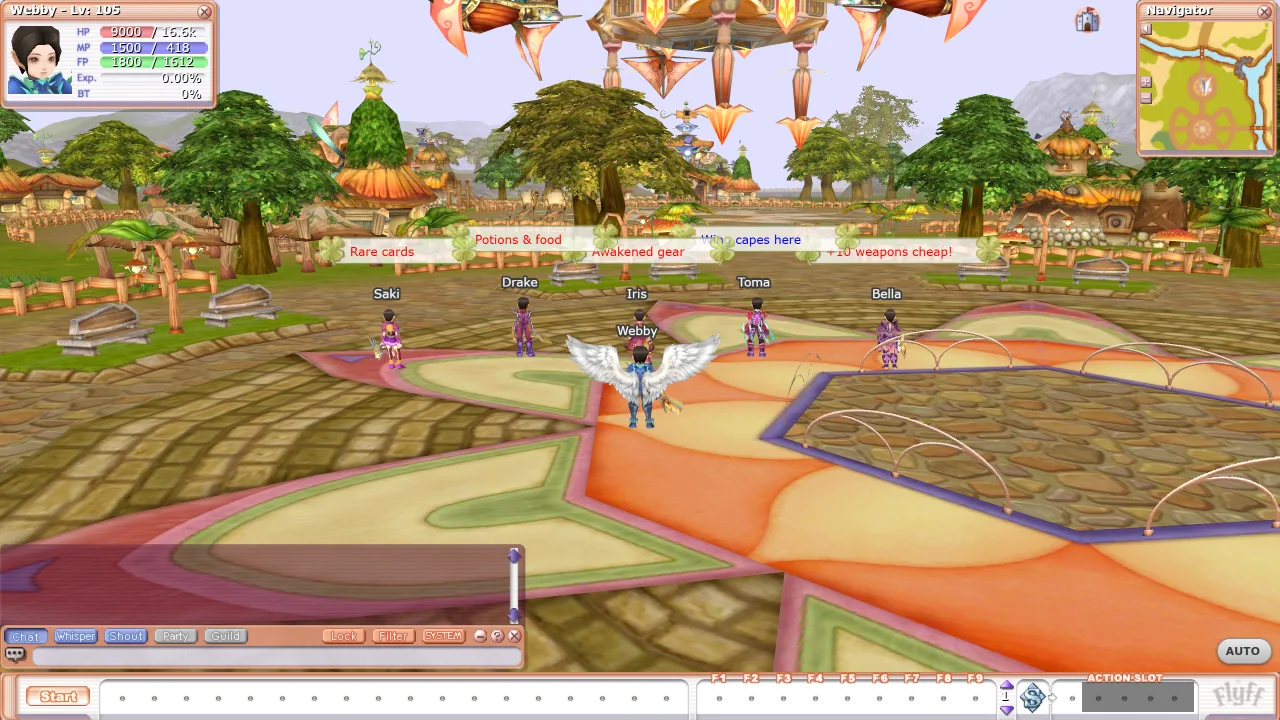 Webby - Lv: 105
HP 9000 / 16.6k
MP 1500 / 418
FP 1800 / 1612
Exp. 0.00%
BT 0%
Navigator
Rare cards
Potions & food
Awakened gear
Wing capes here
+10 weapons cheap!
Saki
Drake
Iris
Toma
Bella
Webby
Chat Whisper Shout Party Guild Lock Filter SYSTEM
AUTO
F1 F2 F3 F4 F5 F6 F7 F8 F9 ACTION-SLOT
Start 1 S Flyff